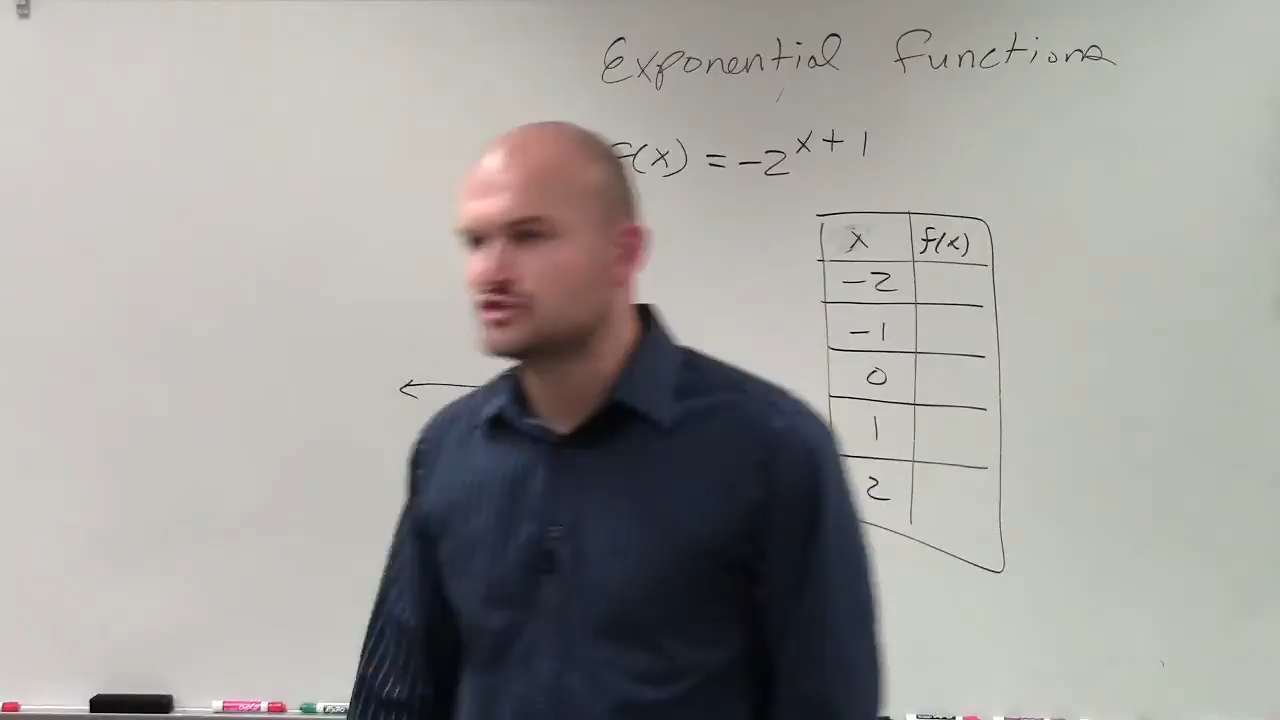 Exponential Functions
f(x) = -2^{x+1}
x f(x)
-2
-1
0
1
2